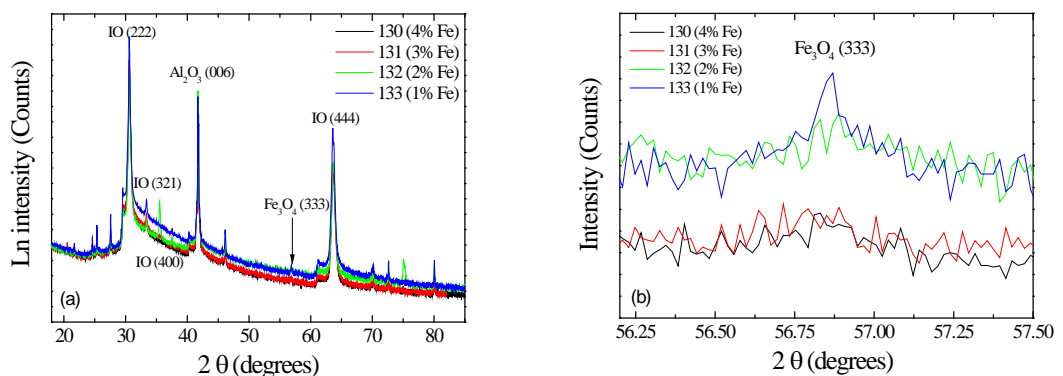 IO (222)
130 (4% Fe)
131 (3% Fe)
132 (2% Fe)
133 (1% Fe)
Al₂O₃ (006)
IO (444)
IO (321)
Fe₃O₄ (333)
IO (400)
(a)
Ln intensity (Counts)
20 30 40 50 60 70 80
2 θ (degrees)
130 (4% Fe)
131 (3% Fe)
132 (2% Fe)
133 (1% Fe)
Fe₃O₄ (333)
(b)
Intensity (Counts)
56.25 56.50 56.75 57.00 57.25 57.50
2 θ (degrees)